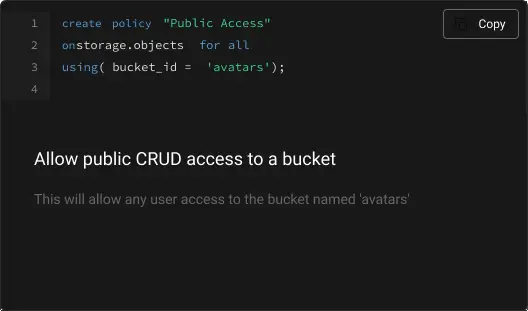 1 create policy "Public Access"
Copy
2 onstorage.objects for all
3 using( bucket_id = 'avatars');
4
Allow public CRUD access to a bucket
This will allow any user access to the bucket named 'avatars'